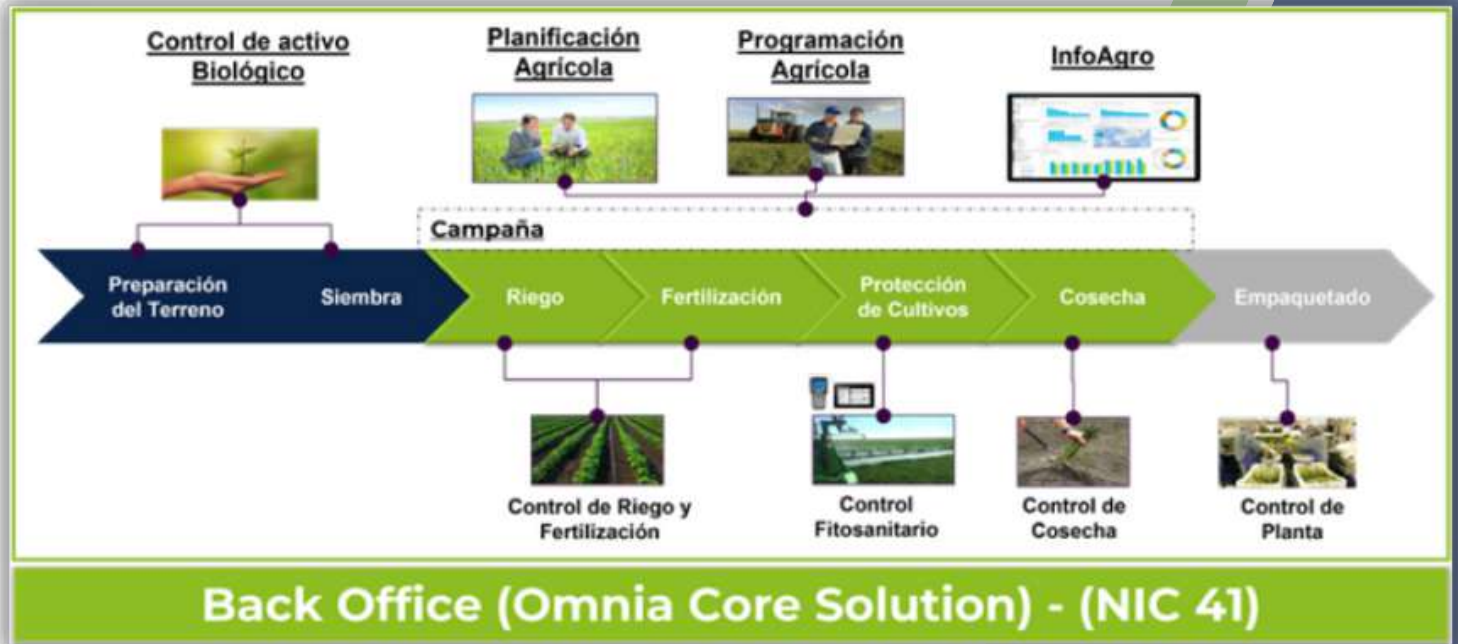 Control de activo
Biológico
Planificación
Agrícola
Programación
Agrícola
InfoAgro
Campaña
Preparación
del Terreno
Siembra
Riego
Fertilización
Protección
de Cultivos
Cosecha
Empaquetado
Control de Riego y
Fertilización
Control
Fitosanitario
Control de
Cosecha
Control de
Planta
Back Office (Omnia Core Solution) - (NIC 41)